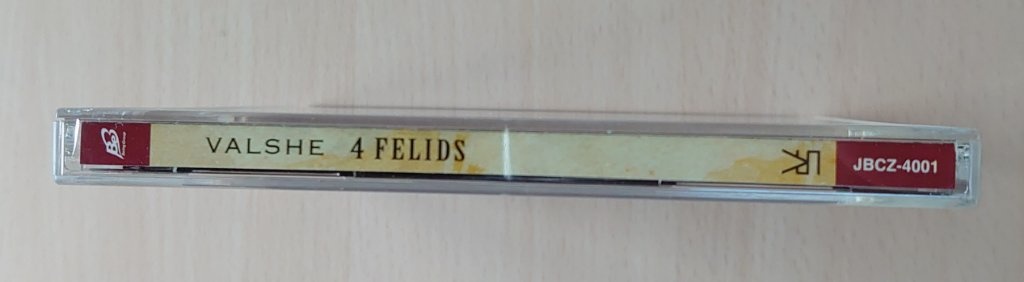 VALSHE 4 FELIDS
JBCZ-4001